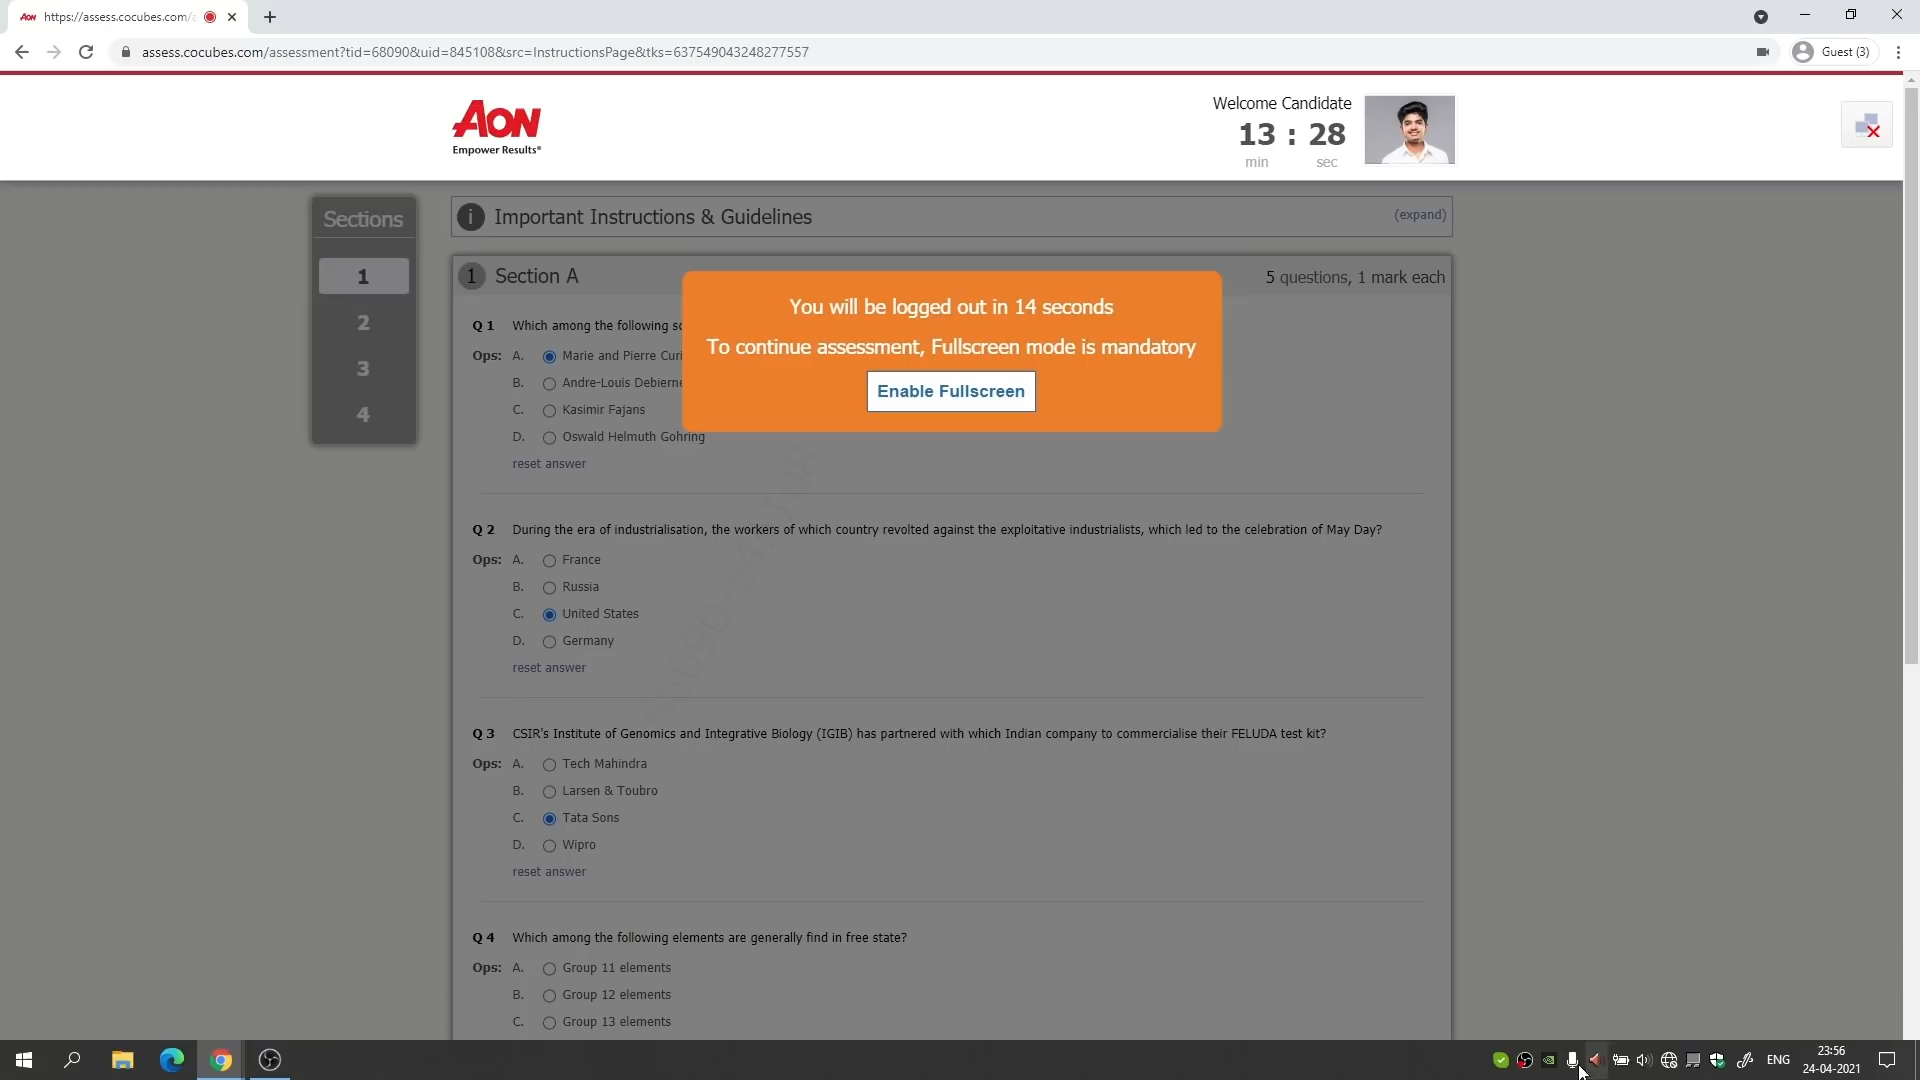 https://assess.cocubes.com/
assess.cocubes.com/assessment?tid=68090&uid=845108&src=InstructionsPage&tks=637549043248277557
Guest (3)
AON
Empower Results®
Welcome Candidate
13 : 28
min sec
Sections
1
2
3
4
i Important Instructions & Guidelines (expand)
1 Section A 5 questions, 1 mark each
You will be logged out in 14 seconds
To continue assessment, Fullscreen mode is mandatory
Enable Fullscreen
Q 1 Which among the following
Ops: A. Marie and Pierre
B. Andre-Louis
C. Kasimir Fajans
D. Oswald Helmuth Gohring
reset answer
Q 2 During the era of industrialisation, the workers of which country revolted against the exploitative industrialists, which led to the celebration of May Day?
Ops: A. France
B. Russia
C. United States
D. Germany
reset answer
Q 3 CSIR's Institute of Genomics and Integrative Biology (IGIB) has partnered with which Indian company to commercialise their FELUDA test kit?
Ops: A. Tech Mahindra
B. Larsen & Toubro
C. Tata Sons
D. Wipro
reset answer
Q 4 Which among the following elements are generally find in free state?
Ops: A. Group 11 elements
B. Group 12 elements
C. Group 13 elements
68090-845108
ENG
23:56
24-04-2021